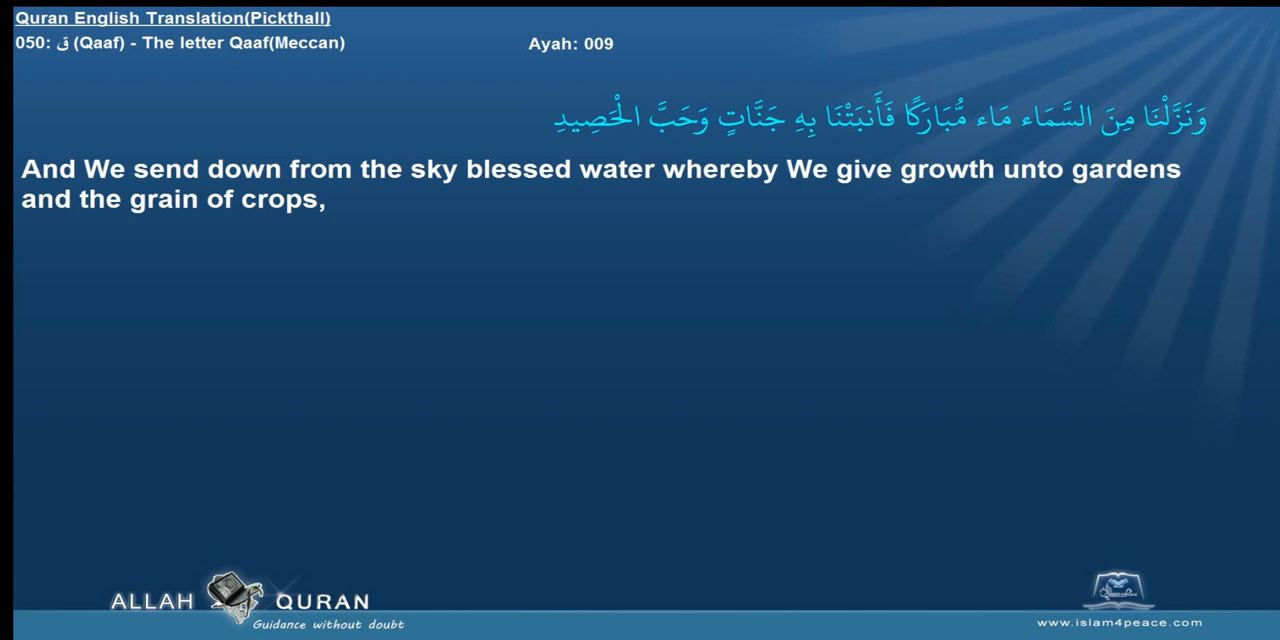 Quran English Translation(Pickthall)
050: ق (Qaaf) - The letter Qaaf(Meccan)
Ayah: 009
وَنَزَّلْنَا مِنَ السَّمَاء مَاء مُّبَارَكًا فَأَنبَتْنَا بِهِ جَنَّاتٍ وَحَبَّ الْحَصِيدِ
And We send down from the sky blessed water whereby We give growth unto gardens
and the grain of crops,
ALLAH QURAN
Guidance without doubt
www.islam4peace.com